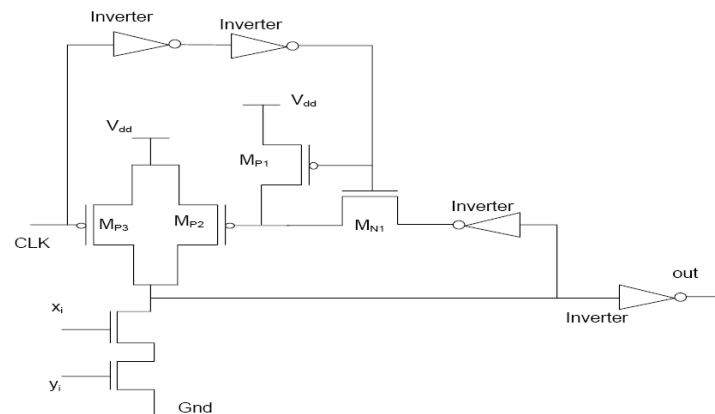 Inverter
Inverter
Vdd
Vdd
MP1
Inverter
MP3
MP2
MN1
CLK
out
xi
Inverter
yi
Gnd